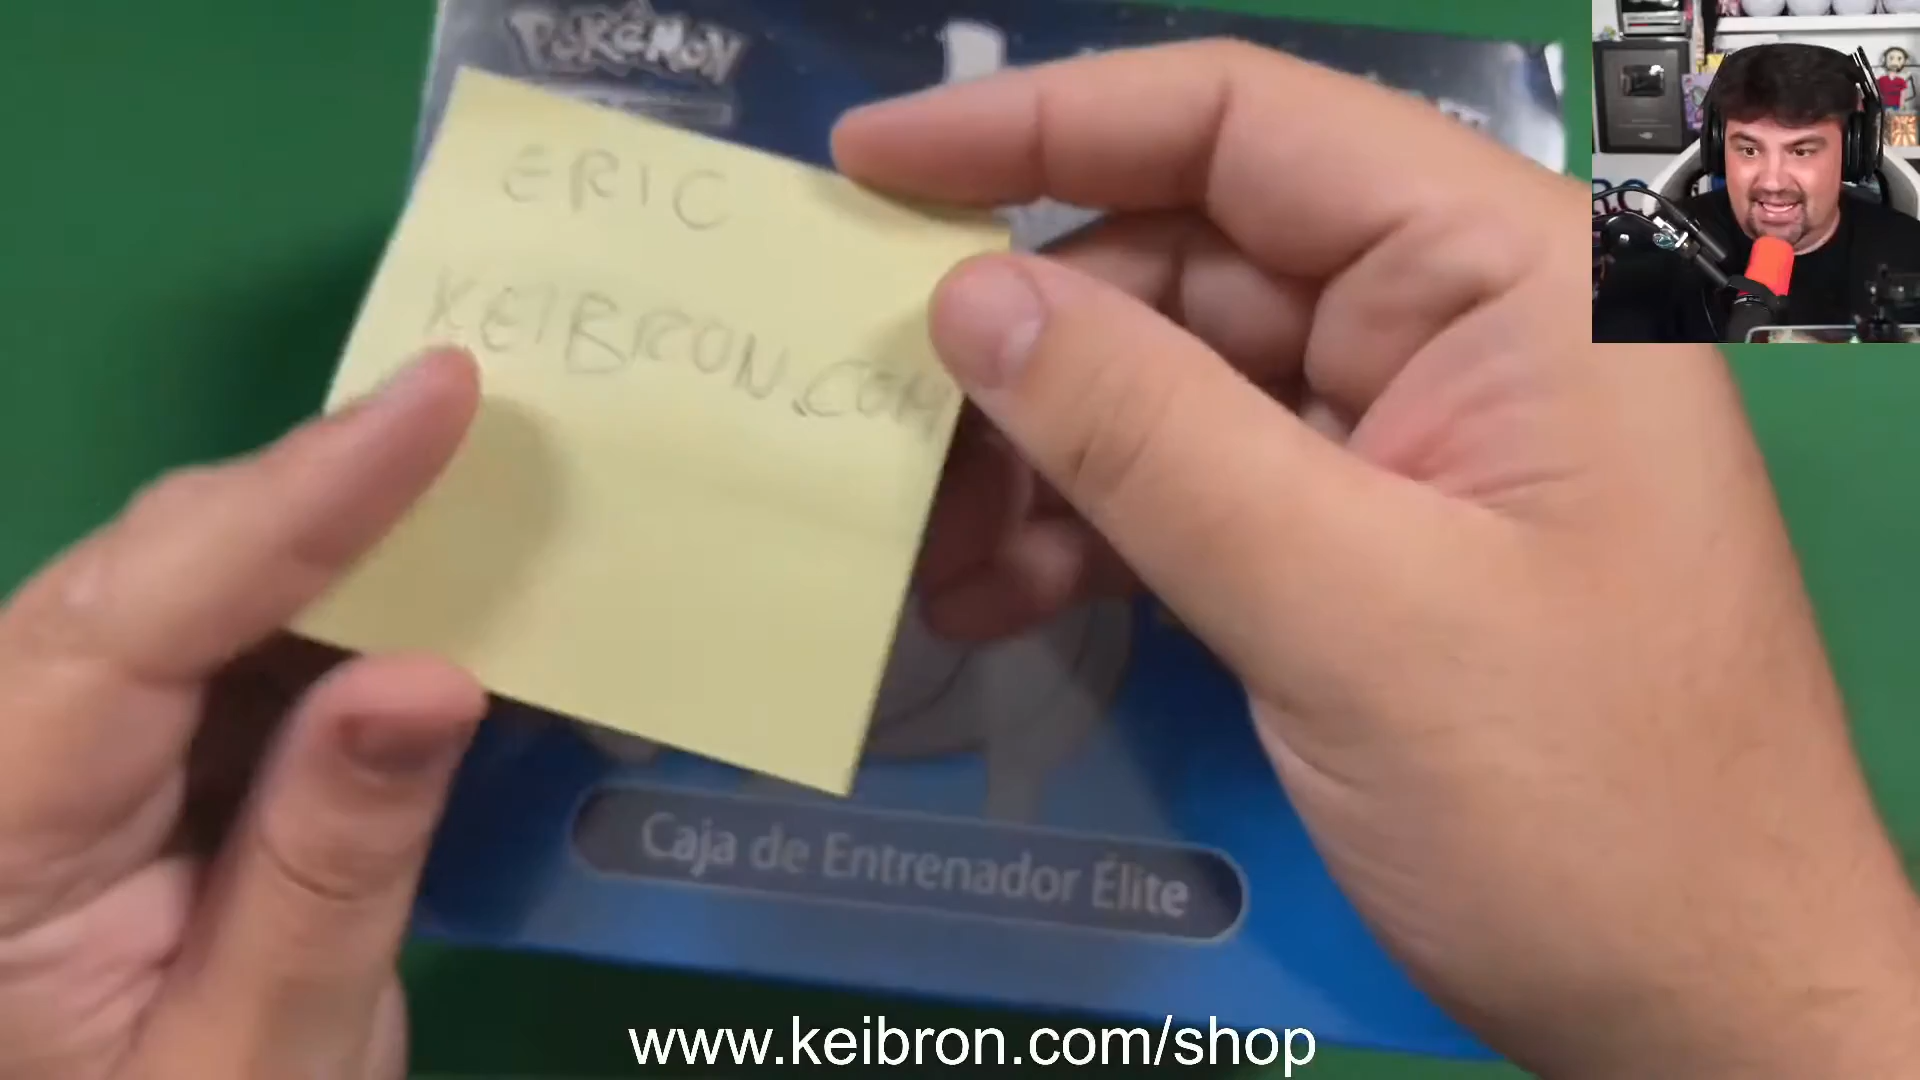 POKéMON
ERIC
KEIBRON.COM
Caja de Entrenador Élite
www.keibron.com/shop